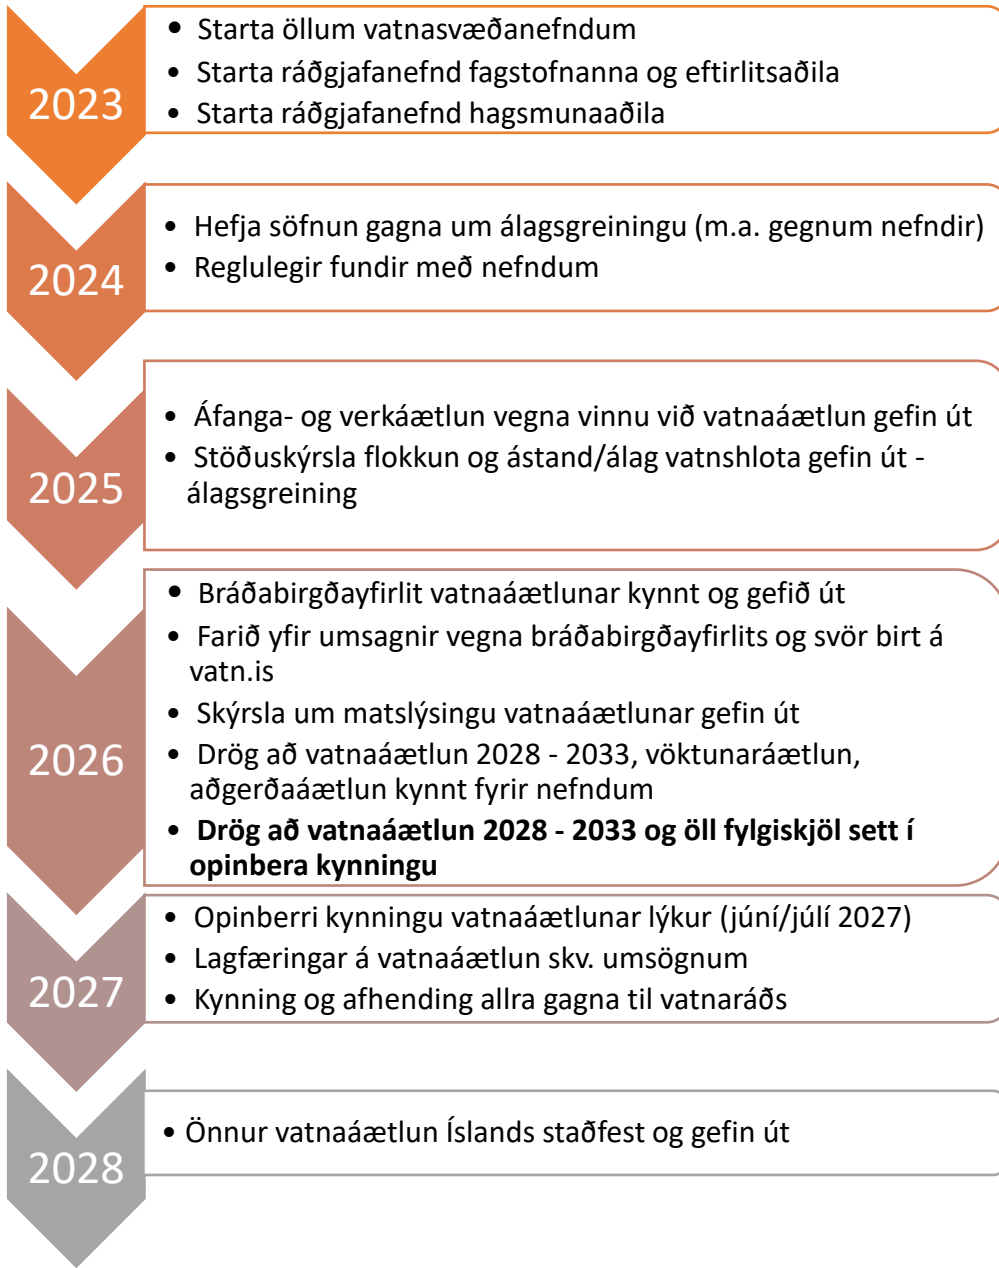 2023
• Starta öllum vatnasvæðanefndum
• Starta ráðgjafanefnd fagstofnanna og eftirlitsaðila
• Starta ráðgjafanefnd hagsmunaaðila
2024
• Hefja söfnun gagna um álagsgreiningu (m.a. gegnum nefndir)
• Reglulegir fundir með nefndum
2025
• Áfanga- og verkáætlun vegna vinnu við vatnaáætlun gefin út
• Stöðuskýrsla flokkun og ástand/álag vatnshlota gefin út -
álagsgreining
2026
• Bráðabirgðayfirlit vatnaáætlunar kynnt og gefið út
• Farið yfir umsagnir vegna bráðabirgðayfirlits og svör birt á
vatn.is
• Skýrsla um matslýsingu vatnaáætlunar gefin út
• Drög að vatnaáætlun 2028 - 2033, vöktunaráætlun,
aðgerðaáætlun kynnt fyrir nefndum
• Drög að vatnaáætlun 2028 - 2033 og öll fylgiskjöl sett í
opinbera kynningu
2027
• Opinberri kynningu vatnaáætlunar lýkur (júní/júlí 2027)
• Lagfæringar á vatnaáætlun skv. umsögnum
• Kynning og afhending allra gagna til vatnaráðs
2028
• Önnur vatnaáætlun Íslands staðfest og gefin út